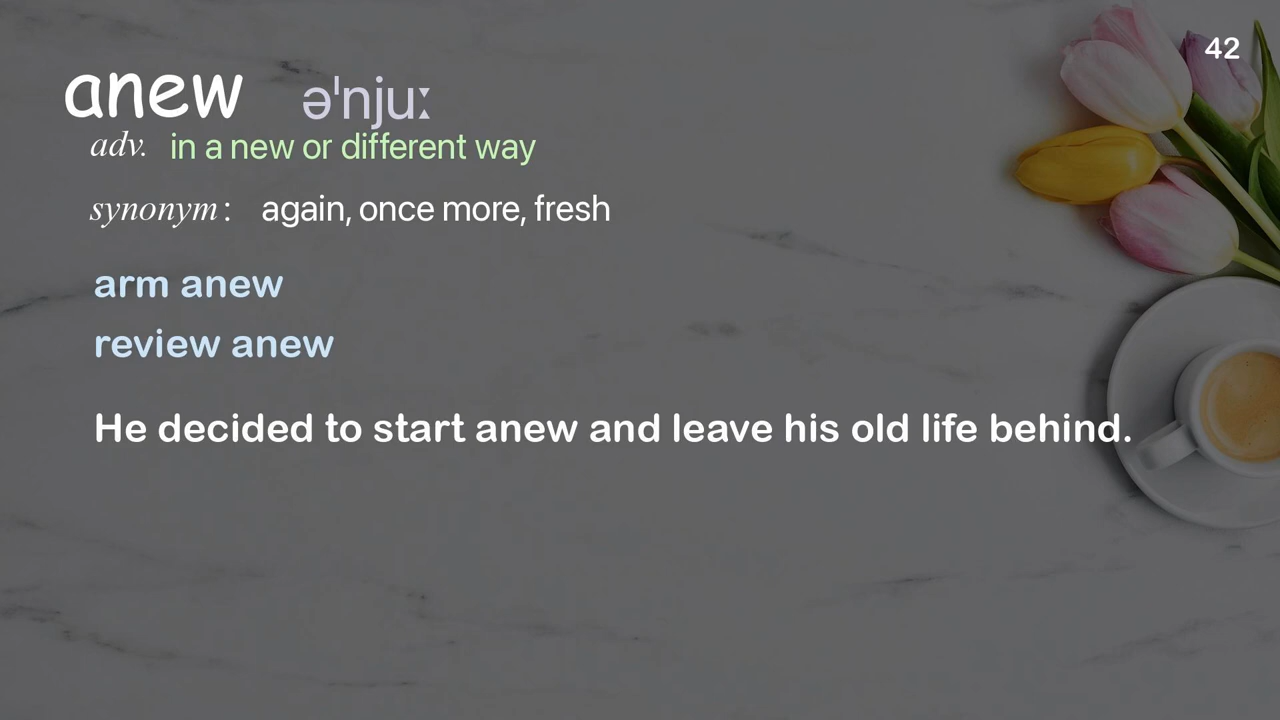 42
anew əˈnjuː
adv. in a new or different way
synonym: again, once more, fresh
arm anew
review anew
He decided to start anew and leave his old life behind.